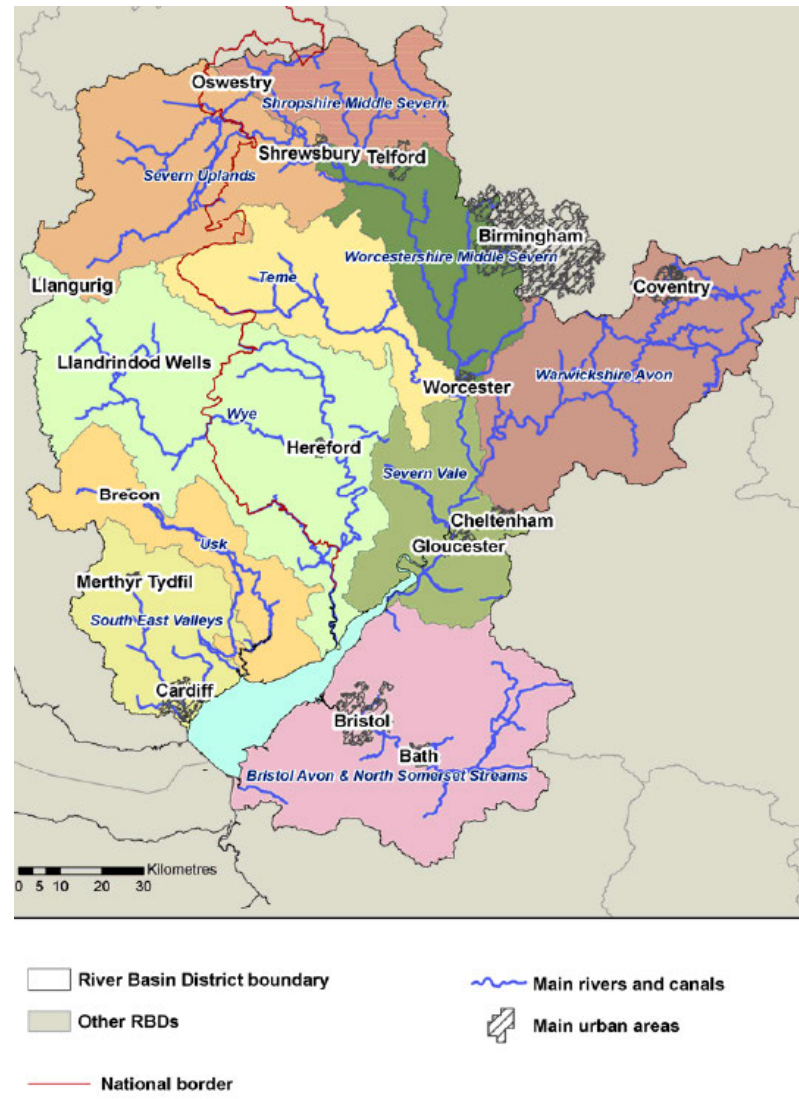 Oswestry
Shropshire Middle Severn
Shrewsbury
Telford
Severn Uplands
Birmingham
Worcestershire Middle Severn
Teme
Llangurig
Coventry
Llandrindod Wells
Worcester
Warwickshire Avon
Wye
Hereford
Severn Vale
Brecon
Cheltenham
Usk
Gloucester
Merthyr Tydfil
South East Valleys
Cardiff
Bristol
Bath
Bristol Avon & North Somerset Streams
Kilometres
0 5 10 20 30
River Basin District boundary
Main rivers and canals
Other RBDs
Main urban areas
National border